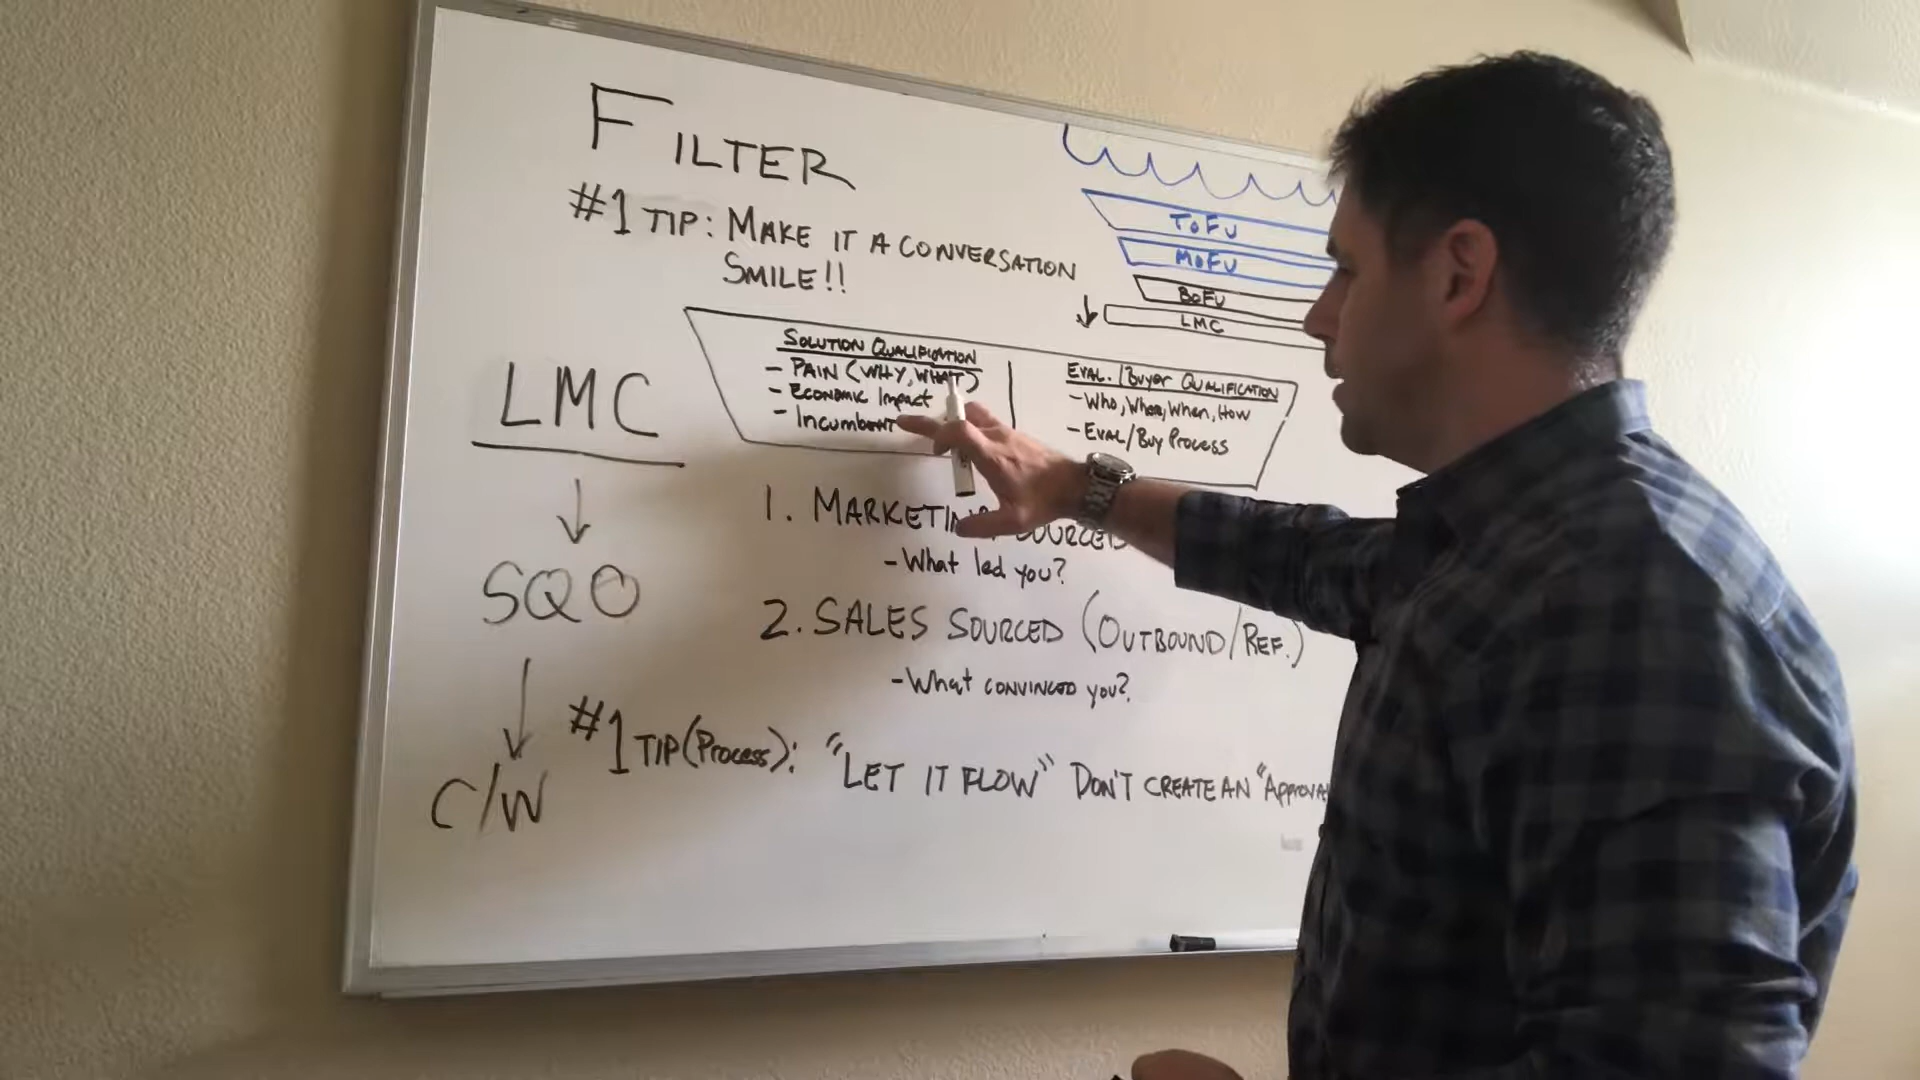 FILTER
#1 TIP: MAKE IT A CONVERSATION
SMILE!!
TOFU
MOFU
BOFU
LMC
SOLUTION QUALIFICATION
- PAIN (WHY, WHAT)
- ECONOMIC IMPACT
- INCUMBENT
EVAL./BUYER QUALIFICATION
- WHO, When, HOW
- EVAL/BUY PROCESS
LMC
SQO
C/W
1. MARKETING SOURCED
- What led you?
2. SALES SOURCED (OUTBOUND/REF.)
- What CONVINCED you?
#1 TIP (Process): "LET IT FLOW" DON'T CREATE AN "APPROVA